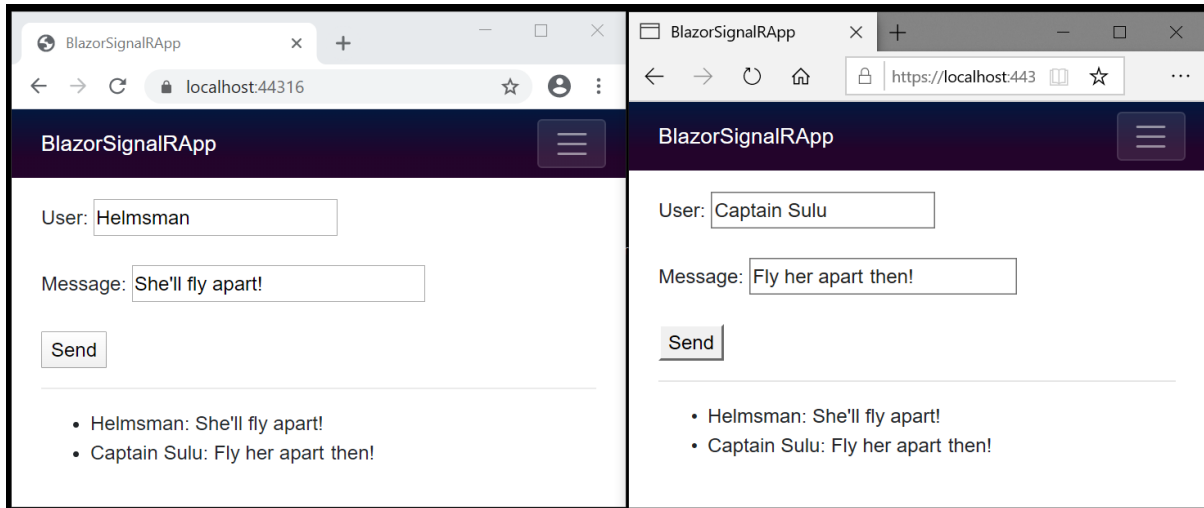 BlazorSignalRApp
localhost:44316
BlazorSignalRApp
User: Helmsman
Message: She'll fly apart!
Send
• Helmsman: She'll fly apart!
• Captain Sulu: Fly her apart then!
BlazorSignalRApp
https://localhost:443
BlazorSignalRApp
User: Captain Sulu
Message: Fly her apart then!
Send
• Helmsman: She'll fly apart!
• Captain Sulu: Fly her apart then!